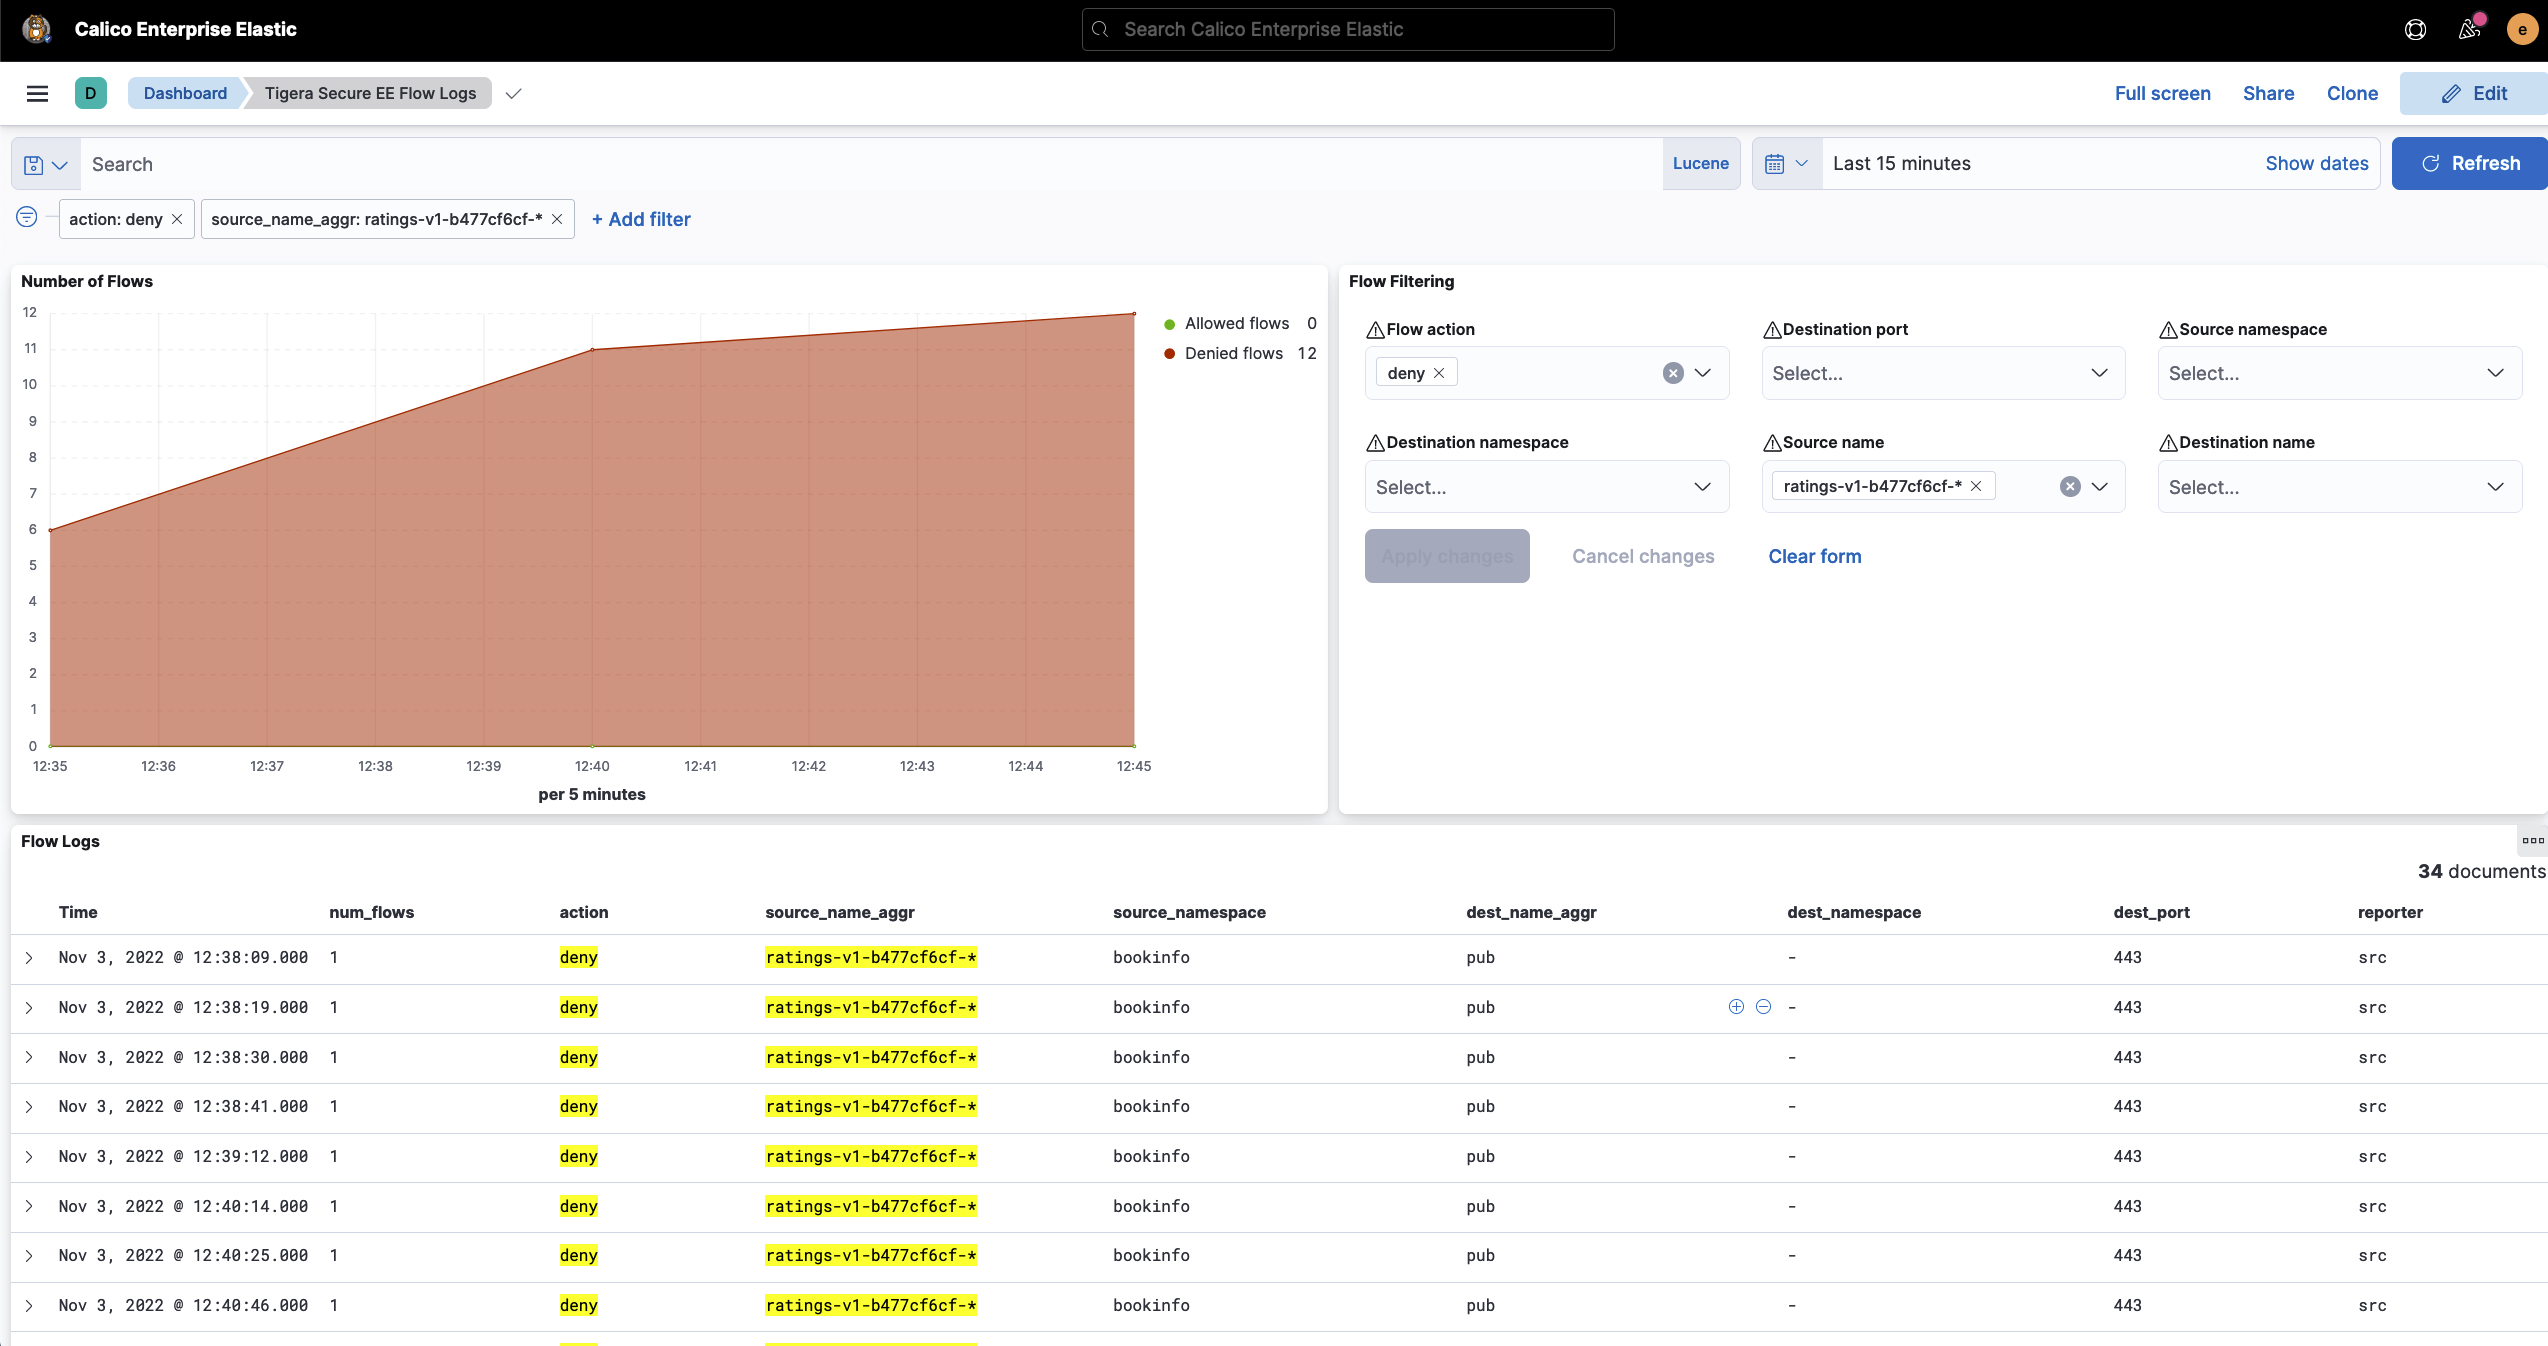 Calico Enterprise Elastic
Search Calico Enterprise Elastic
e
D
Dashboard
Tigera Secure EE Flow Logs
Full screen
Share
Clone
Edit
Search
Lucene
Last 15 minutes
Show dates
Refresh
action: deny
source_name_aggr: ratings-v1-b477cf6cf-*
+ Add filter
Number of Flows
12
11
10
9
8
7
6
5
4
3
2
1
0
12:35 12:36 12:37 12:38 12:39 12:40 12:41 12:42 12:43 12:44 12:45
per 5 minutes
Allowed flows 0
Denied flows 12
Flow Filtering
Flow action
deny
Destination port
Select...
Source namespace
Select...
Destination namespace
Select...
Source name
ratings-v1-b477cf6cf-*
Destination name
Select...
Apply changes
Cancel changes
Clear form
Flow Logs
34 documents
Time num_flows action source_name_aggr source_namespace dest_name_aggr dest_namespace dest_port reporter
Nov 3, 2022 @ 12:38:09.000 1 deny ratings-v1-b477cf6cf-* bookinfo pub - 443 src
Nov 3, 2022 @ 12:38:19.000 1 deny ratings-v1-b477cf6cf-* bookinfo pub - 443 src
Nov 3, 2022 @ 12:38:30.000 1 deny ratings-v1-b477cf6cf-* bookinfo pub - 443 src
Nov 3, 2022 @ 12:38:41.000 1 deny ratings-v1-b477cf6cf-* bookinfo pub - 443 src
Nov 3, 2022 @ 12:39:12.000 1 deny ratings-v1-b477cf6cf-* bookinfo pub - 443 src
Nov 3, 2022 @ 12:40:14.000 1 deny ratings-v1-b477cf6cf-* bookinfo pub - 443 src
Nov 3, 2022 @ 12:40:25.000 1 deny ratings-v1-b477cf6cf-* bookinfo pub - 443 src
Nov 3, 2022 @ 12:40:46.000 1 deny ratings-v1-b477cf6cf-* bookinfo pub - 443 src